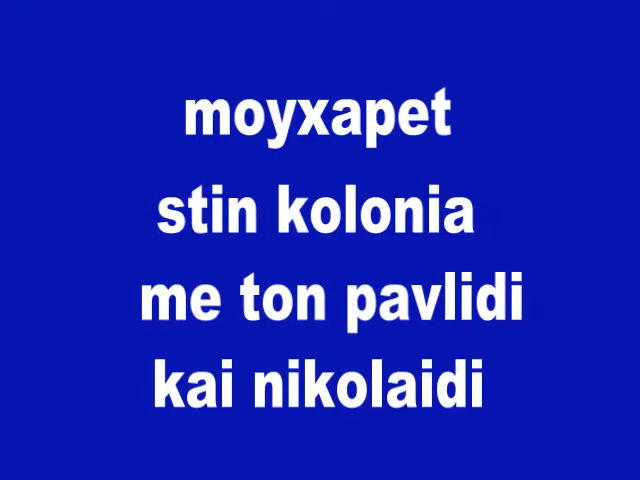 moyxapet
stin kolonia
me ton pavlidi
kai nikolaidi